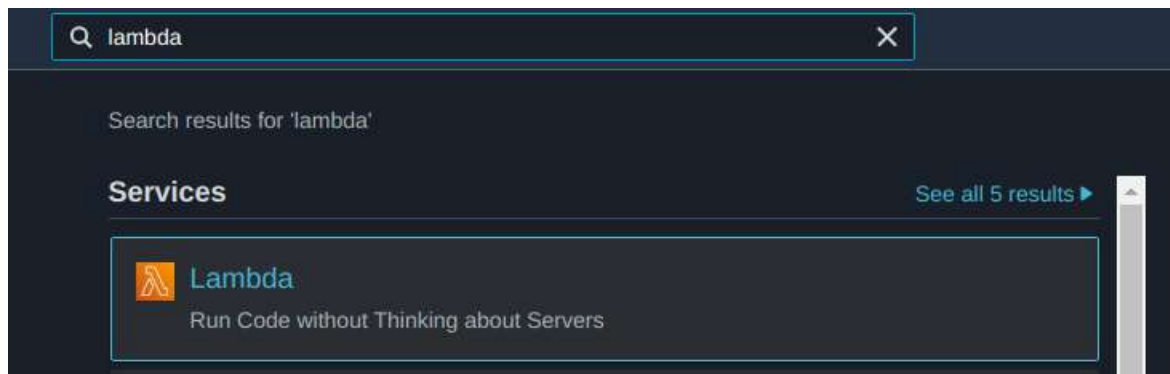 lambda
Search results for 'lambda'
Services
See all 5 results
Lambda
Run Code without Thinking about Servers